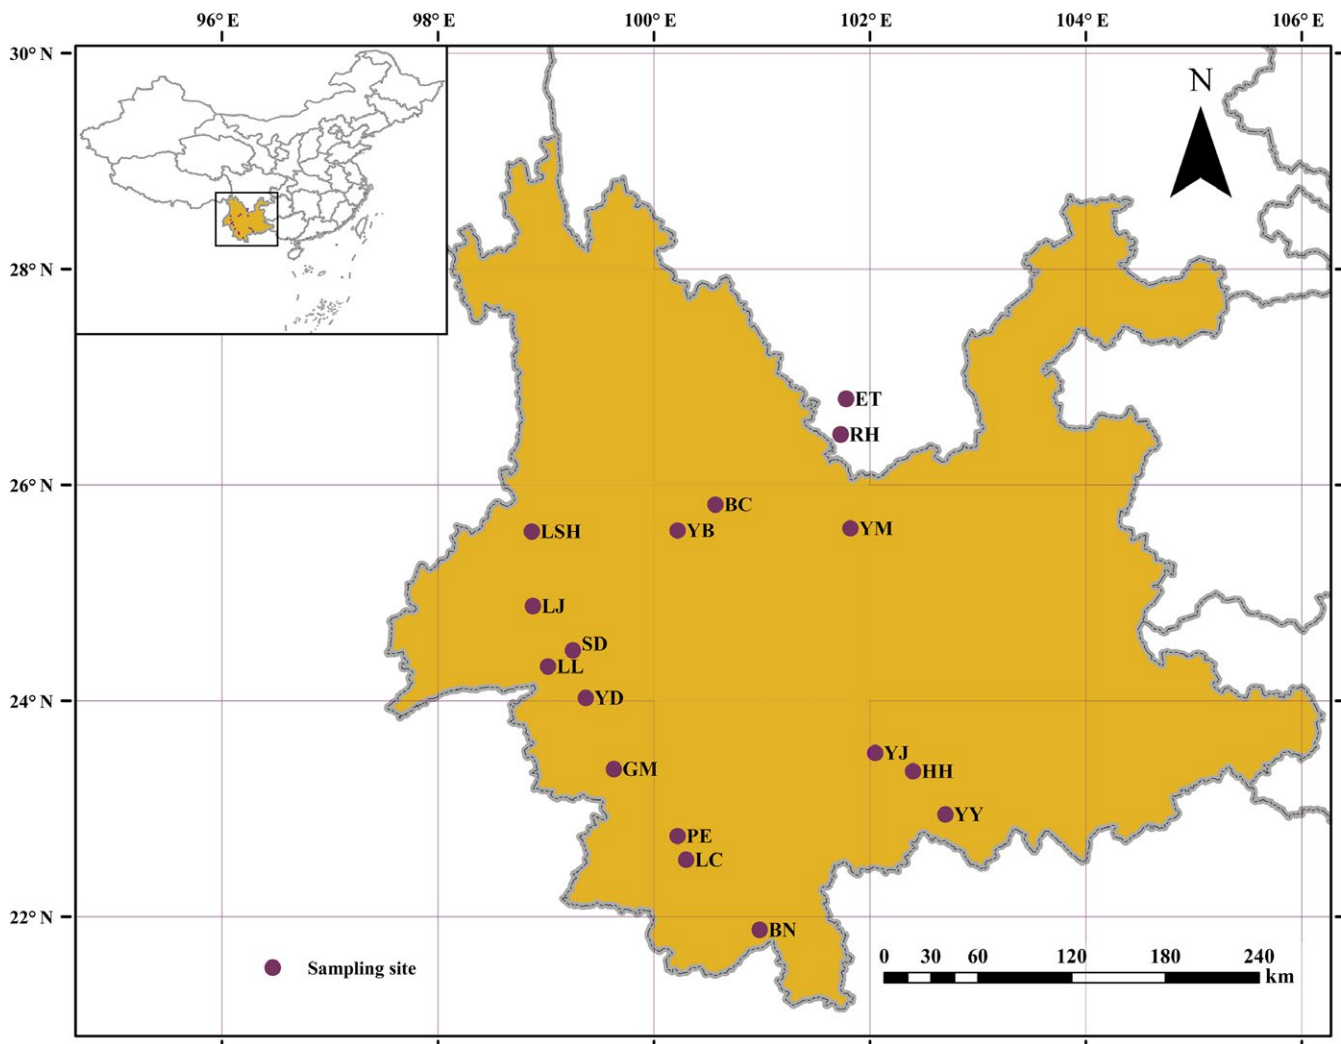 96° E 98° E 100° E 102° E 104° E 106° E
30° N
N
28° N
ET
RH
26° N
BC
LSH
YB
YM
LJ
SD
LL
24° N
YD
YJ
GM
HH
YY
PE
LC
22° N
BN
0 30 60 120 180 240
km
Sampling site